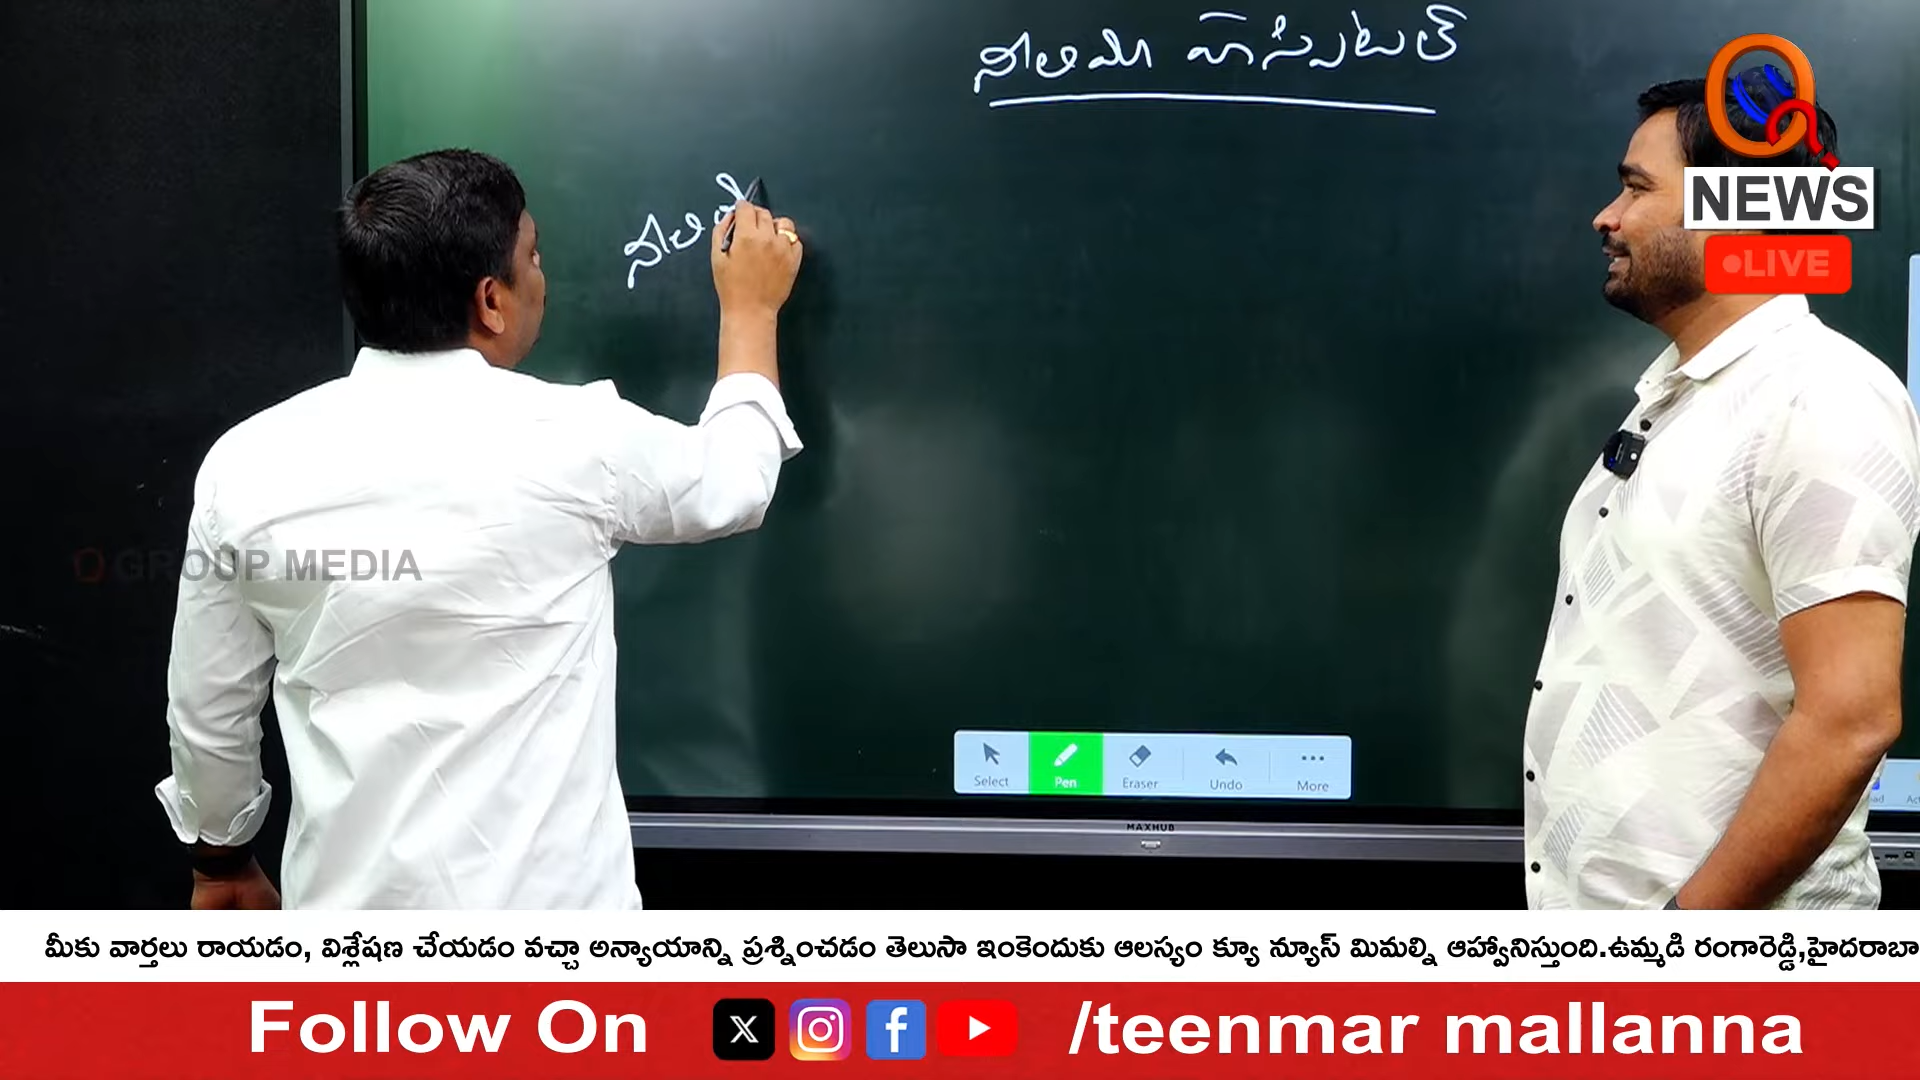 నీలిమా హాస్పిటల్
NEWS
LIVE
GROUP MEDIA
Select
Pen
Eraser
Undo
More
MAXHUB
మీకు వార్తలు రాయడం, విశ్లేషణ చేయడం వచ్చా అన్యాయాన్ని ప్రశ్నించడం తెలుసా ఇంకెందుకు ఆలస్యం క్యూ న్యూస్ మిమల్ని ఆహ్వానిస్తుంది.ఉమ్మడి రంగారెడ్డి,హైదరాబా
Follow On /teenmar mallanna